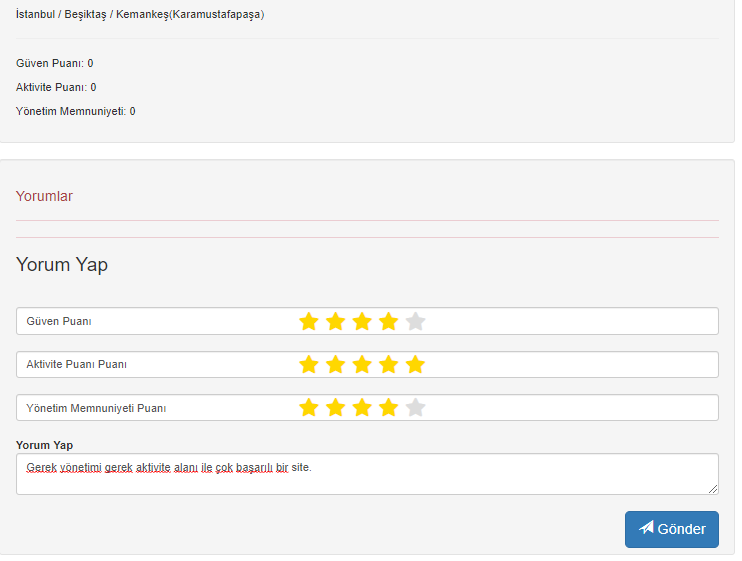 İstanbul / Beşiktaş / Kemankeş(Karamustafapaşa)
Güven Puanı: 0
Aktivite Puanı: 0
Yönetim Memnuniyeti: 0
Yorumlar
Yorum Yap
Güven Puanı
Aktivite Puanı Puanı
Yönetim Memnuniyeti Puanı
Yorum Yap
Gerek yönetimi gerek aktivite alanı ile çok başarılı bir site.
Gönder